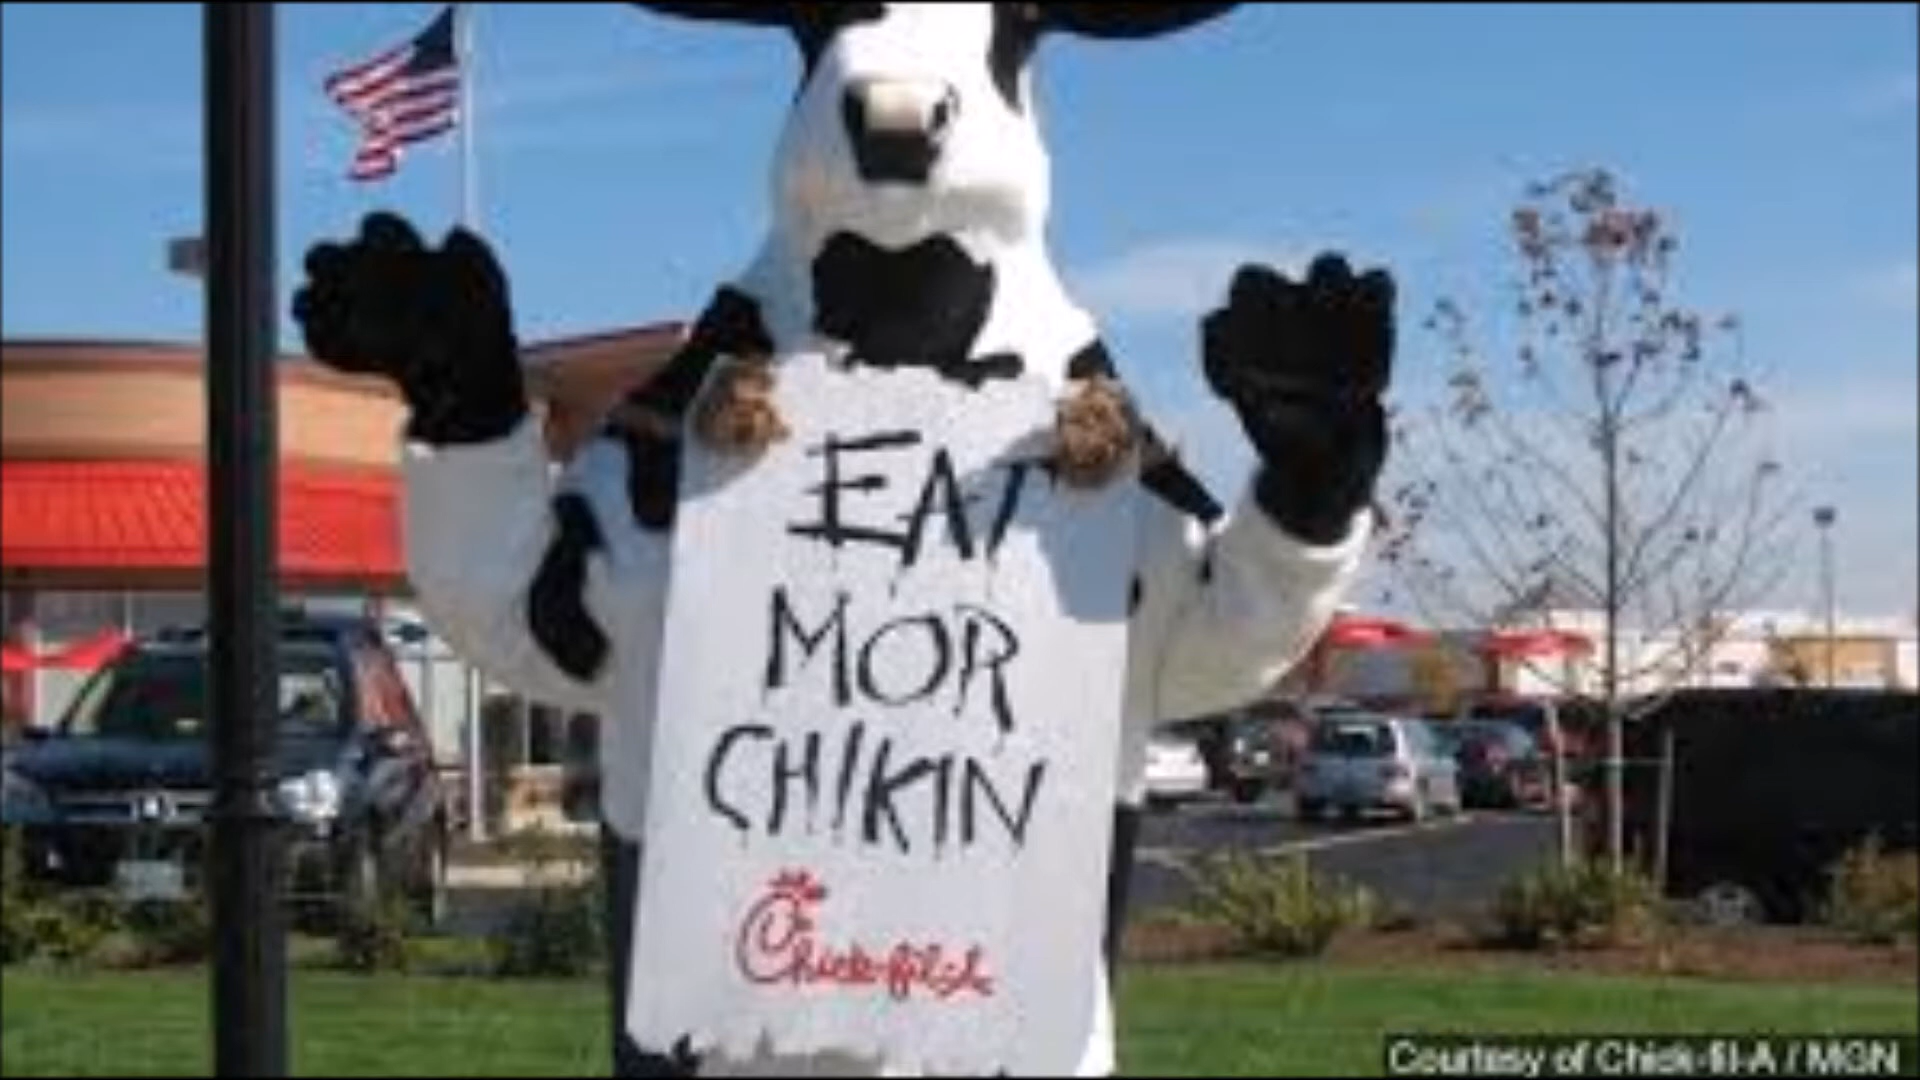 EAT
MOR
CHIKIN
Chick-fil-A
Courtesy of Chick-fil-A / MGN